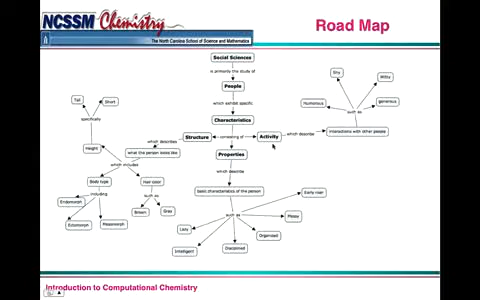 NCSSM Chemistry
The North Carolina School of Science and Mathematics
Road Map
Social Sciences
is primarily the study of
People
which exhibit specific
Characteristics
Structure
consisting of
Activity
Properties
which describes
what the person looks like
which includes
Height
specifically
Tall
Short
Body type
including
Endomorph
Ectomorph
Mesomorph
Hair color
such as
Brown
Gray
which describe
basic characteristics of the person
such as
Lazy
Intelligent
Disciplined
Organized
Messy
Early riser
which describe
interactions with other people
such as
Humorous
Shy
Witty
generous
Introduction to Computational Chemistry